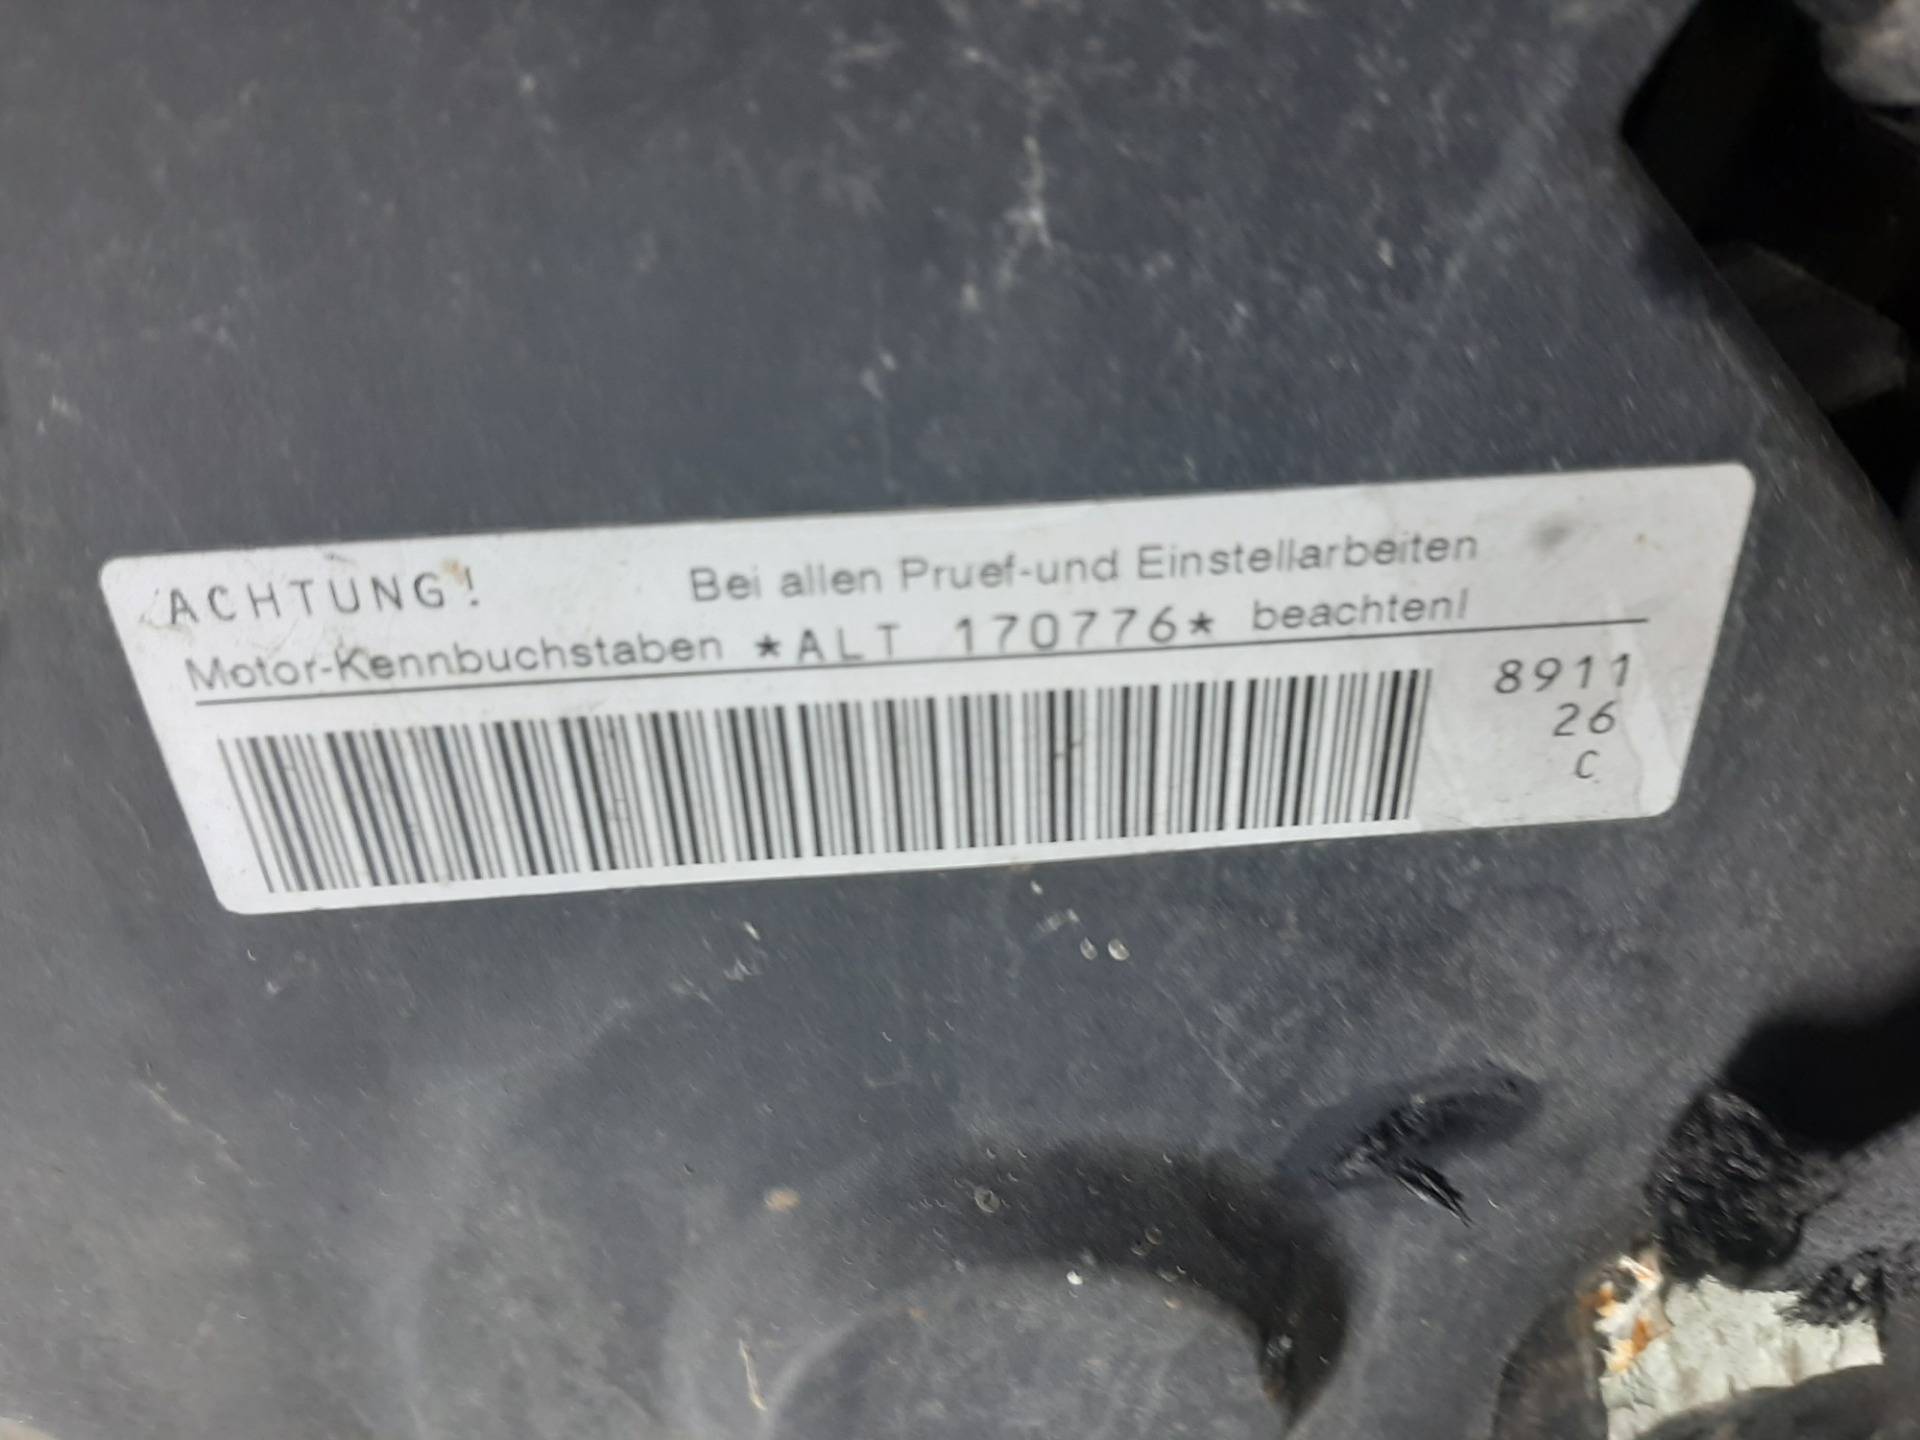 ACHTUNG! Bei allen Pruef-und Einstellarbeiten
Motor-Kennbuchstaben *ALT 170776* beachten!
8911
26
C